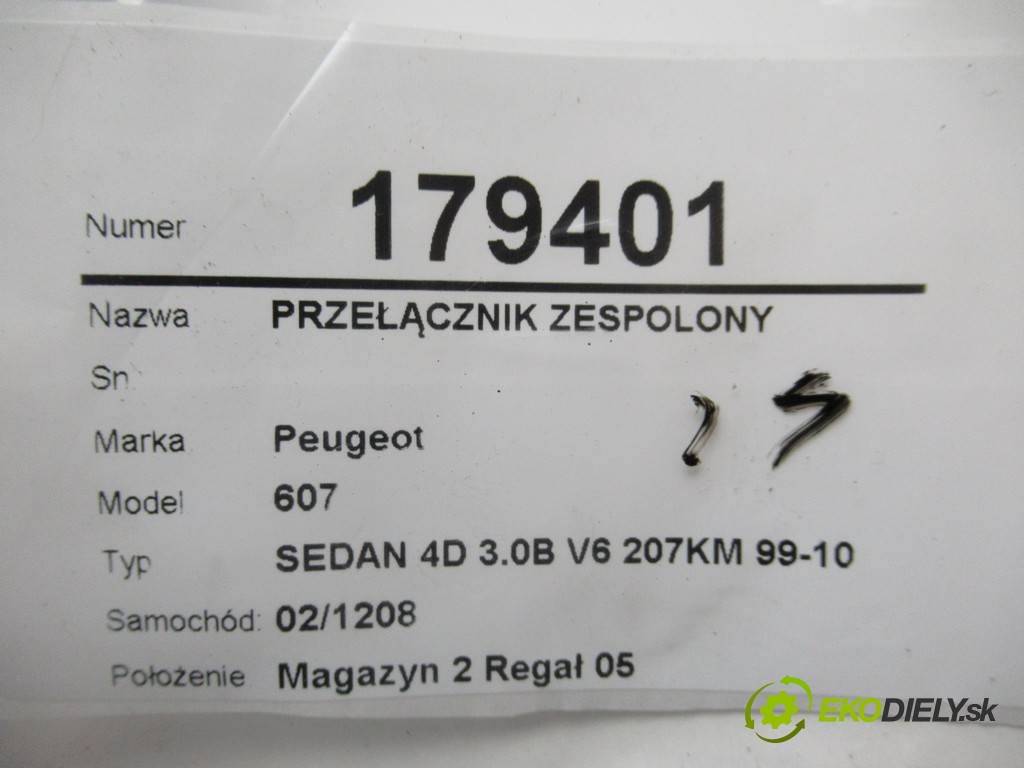 Numer 179401
Nazwa PRZEŁĄCZNIK ZESPOLONY
Sn
Marka Peugeot
Model 607
Typ SEDAN 4D 3.0B V6 207KM 99-10
Samochód: 02/1208
Położenie Magazyn 2 Regał 05
EKODIELY.sk